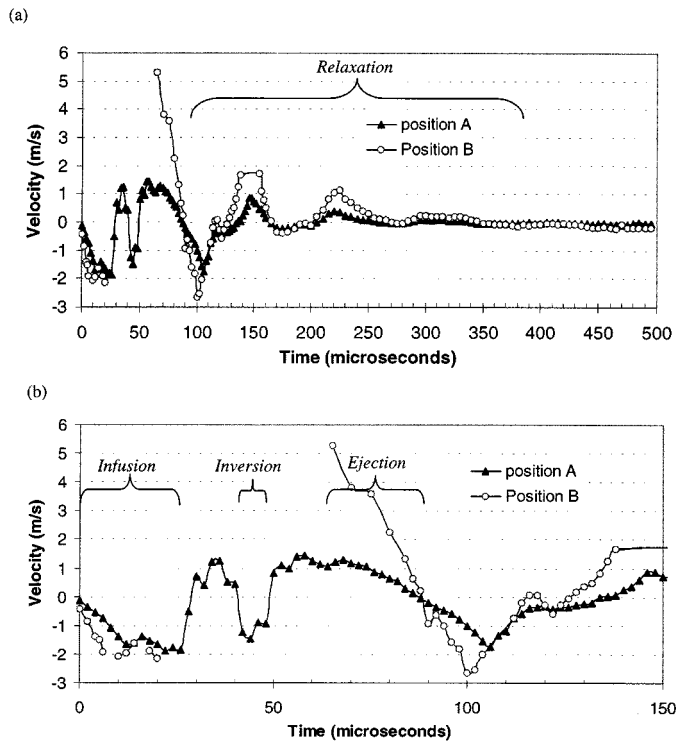 (a)
6
5
4
3
2
1
0
-1
-2
-3
Velocity (m/s)
Relaxation
position A
Position B
0 50 100 150 200 250 300 350 400 450 500
Time (microseconds)
(b)
6
5
4
3
2
1
0
-1
-2
-3
Velocity (m/s)
Infusion Inversion Ejection
position A
Position B
0 50 100 150
Time (microseconds)